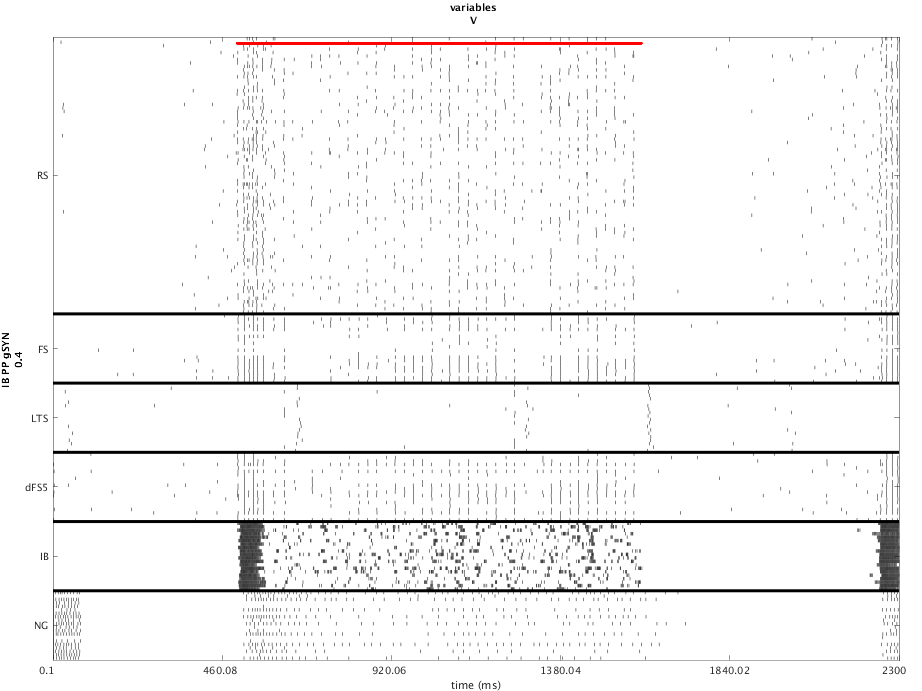 variables
V
RS
FS
LTS
dFS5
IB
NG
IB PP gSYN
0.4
0.1
460.08
920.06
1380.04
1840.02
2300
time (ms)